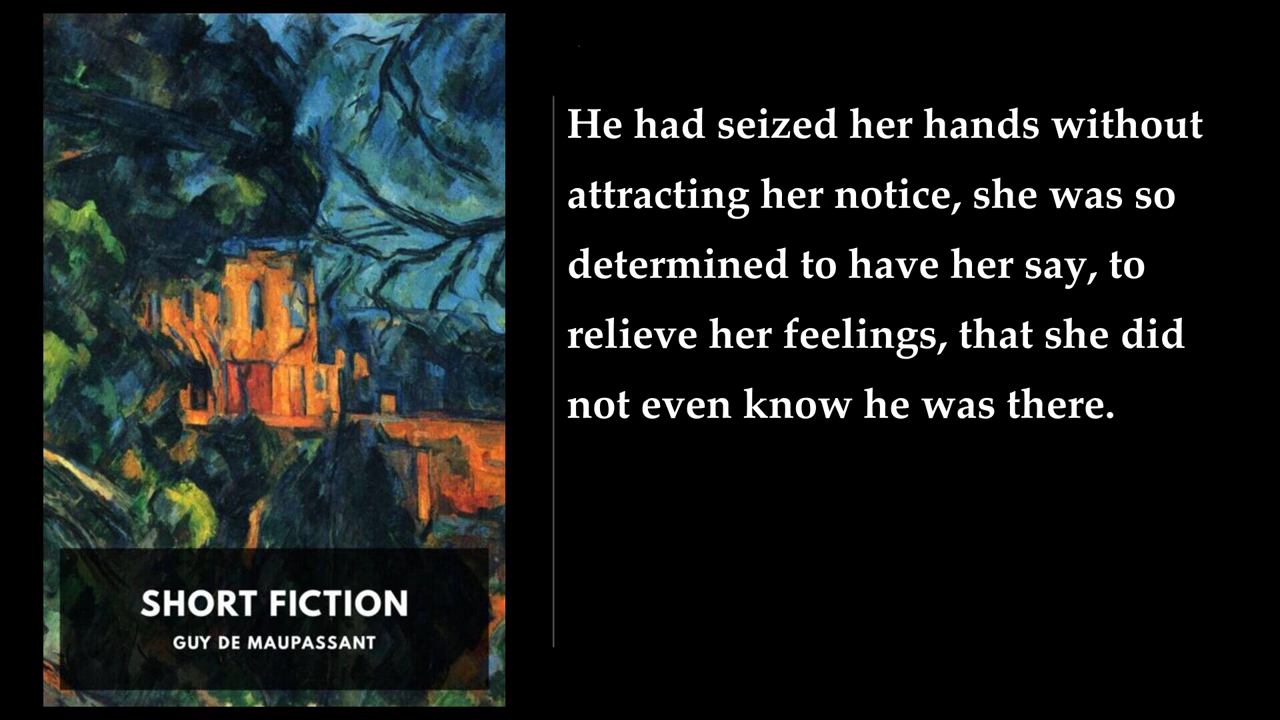 He had seized her hands without
attracting her notice, she was so
determined to have her say, to
relieve her feelings, that she did
not even know he was there.
SHORT FICTION
GUY DE MAUPASSANT